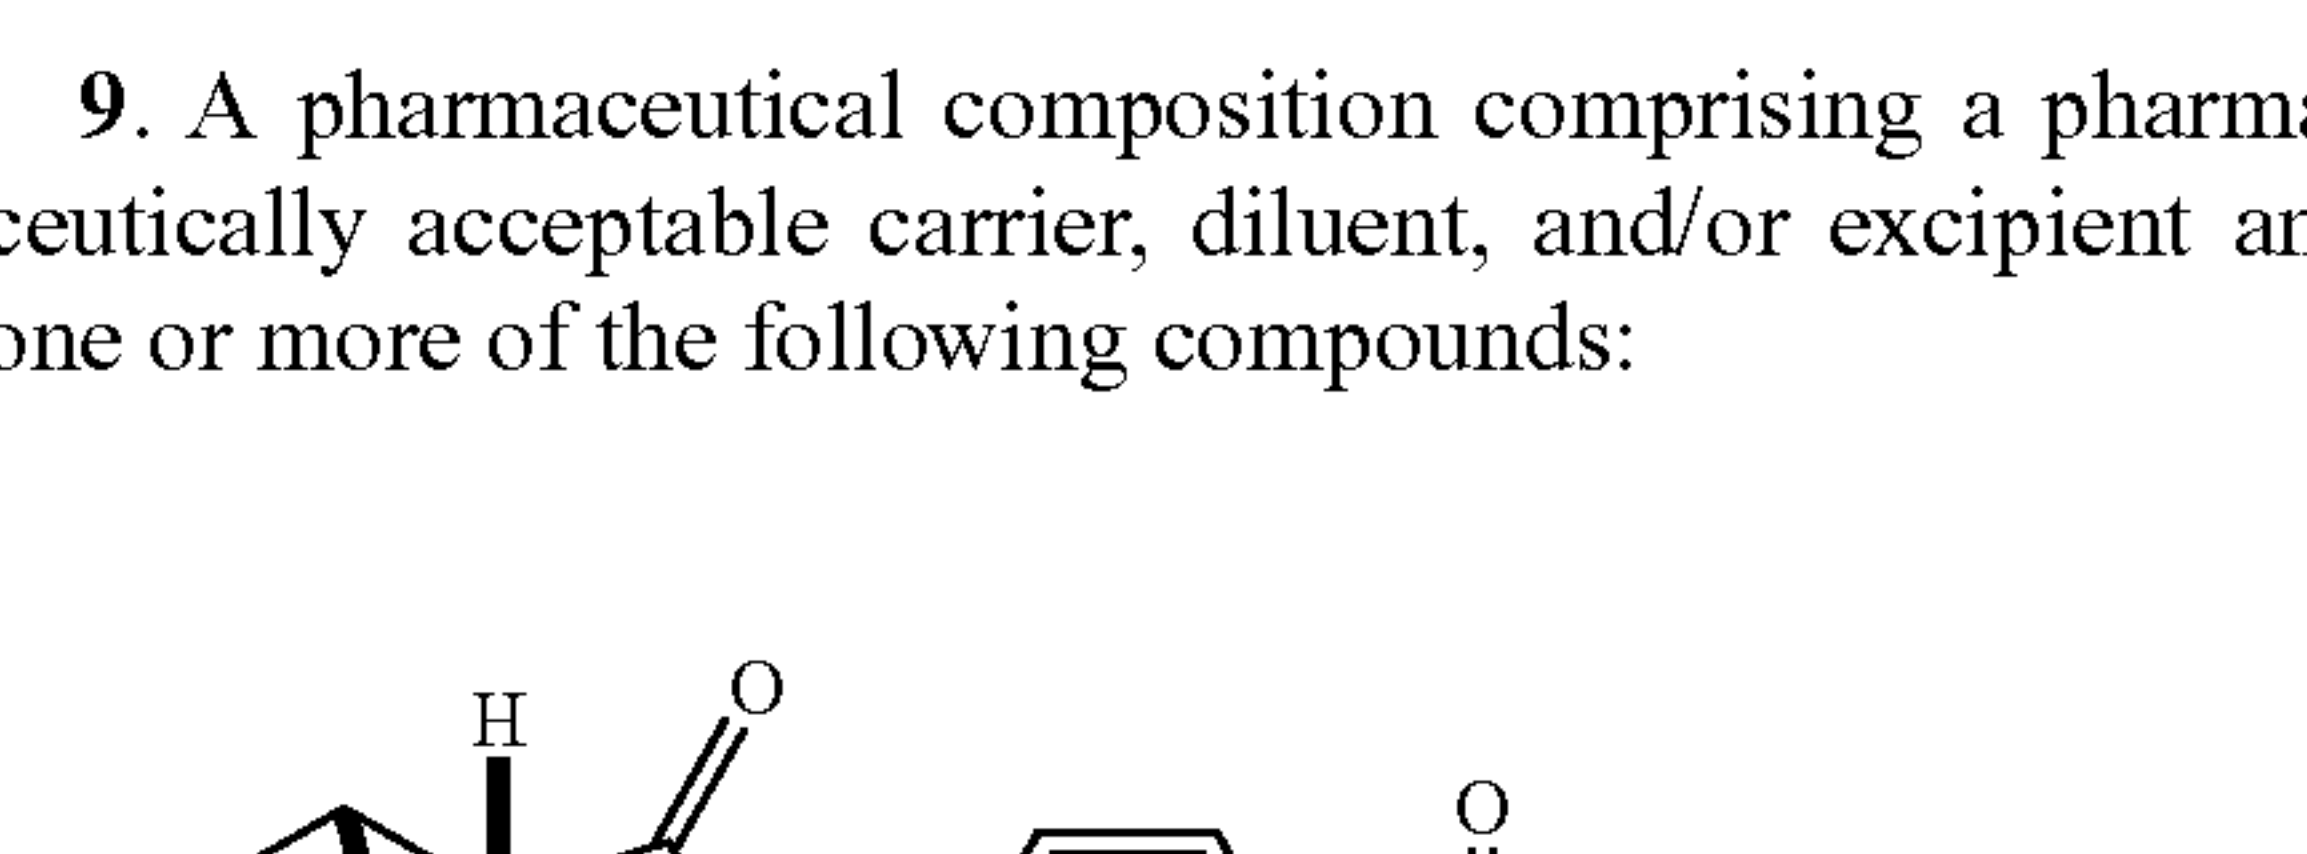 9. A pharmaceutical composition comprising a pharma
ceutically acceptable carrier, diluent, and/or excipient an
one or more of the following compounds:
O
H
O